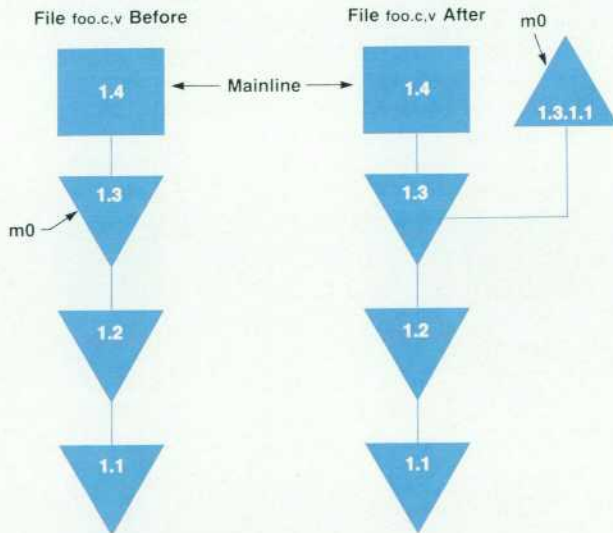 File foo.c,v Before
File foo.c,v After
m0
1.4
Mainline
1.4
1.3.1.1
1.3
1.3
m0
1.2
1.2
1.1
1.1